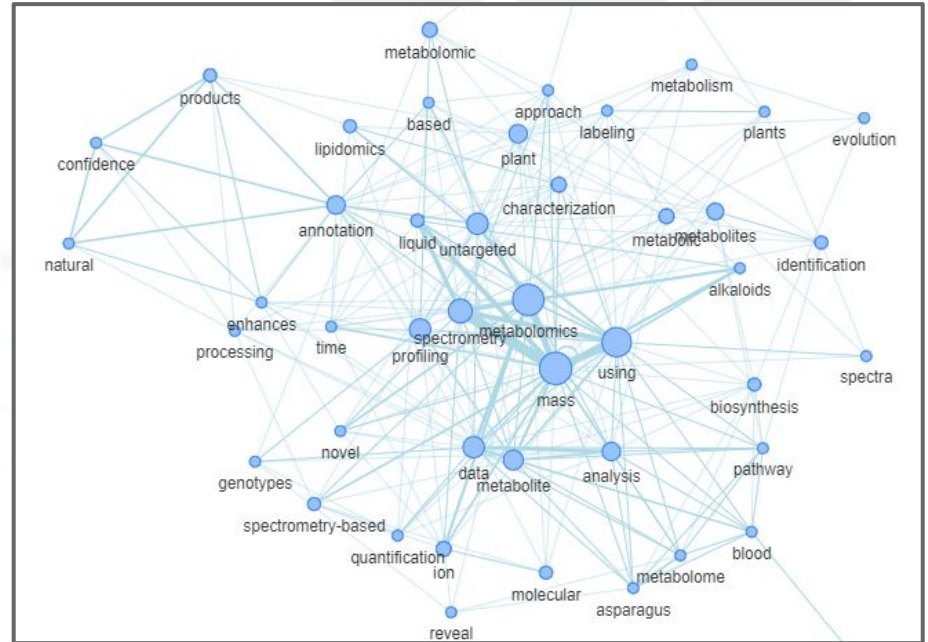 metabolomic
metabolism
products
approach
based
labeling
plants
evolution
lipidomics
plant
confidence
characterization
annotation
liquid
untargeted
metabolic
metabolites
natural
identification
alkaloids
enhances
metabolomics
spectrometry
processing
time
profiling
using
spectra
mass
biosynthesis
novel
data
metabolite
analysis
pathway
genotypes
spectrometry-based
quantification
ion
blood
metabolome
molecular
asparagus
reveal